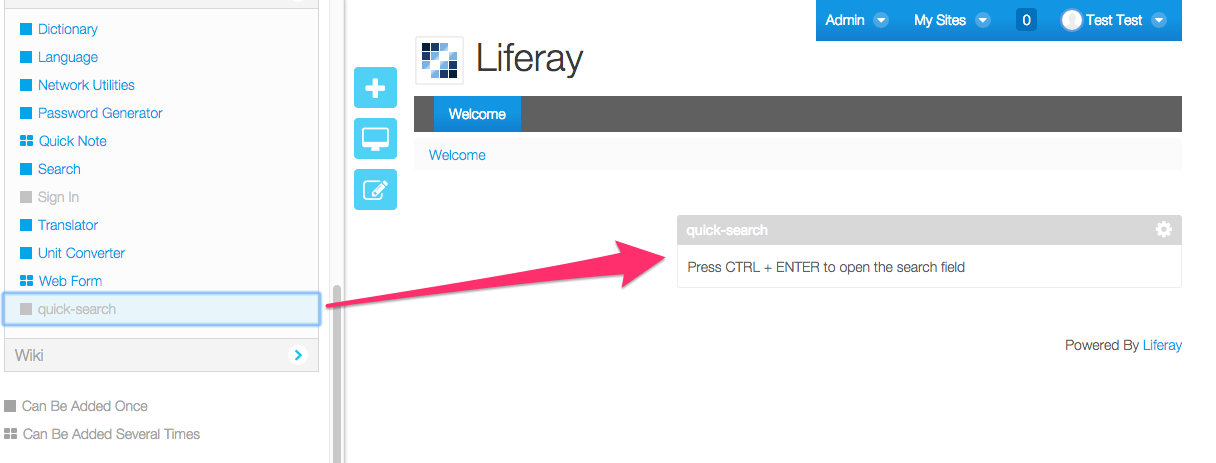 Dictionary
Language
Network Utilities
Password Generator
Quick Note
Search
Sign In
Translator
Unit Converter
Web Form
quick-search
Wiki
Can Be Added Once
Can Be Added Several Times
Admin My Sites 0 Test Test
Liferay
Welcome
Welcome
quick-search
Press CTRL + ENTER to open the search field
Powered By Liferay